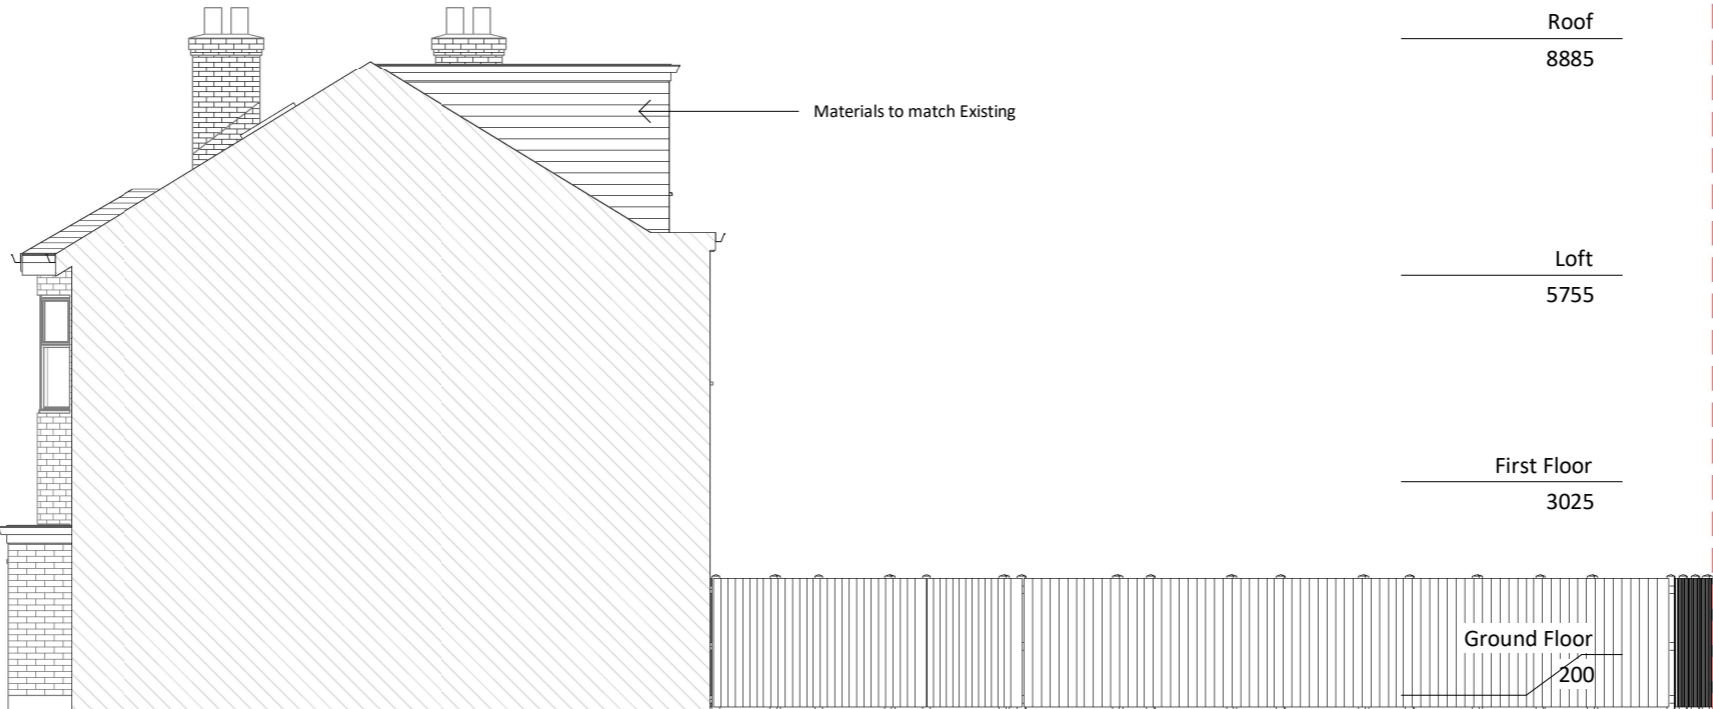 Roof
8885
Materials to match Existing
Loft
5755
First Floor
3025
Ground Floor
200